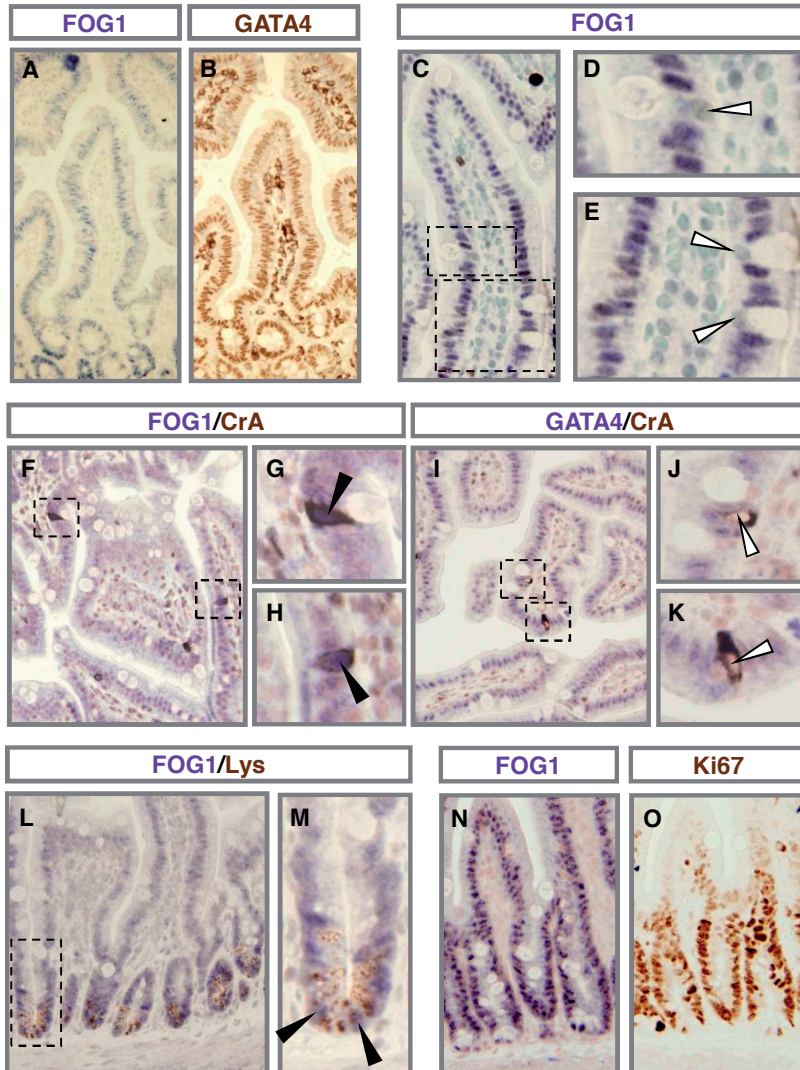 FOG1 GATA4 FOG1
A B C D
E
FOG1/CrA GATA4/CrA
F G I J
H K
FOG1/Lys FOG1 Ki67
L M N O